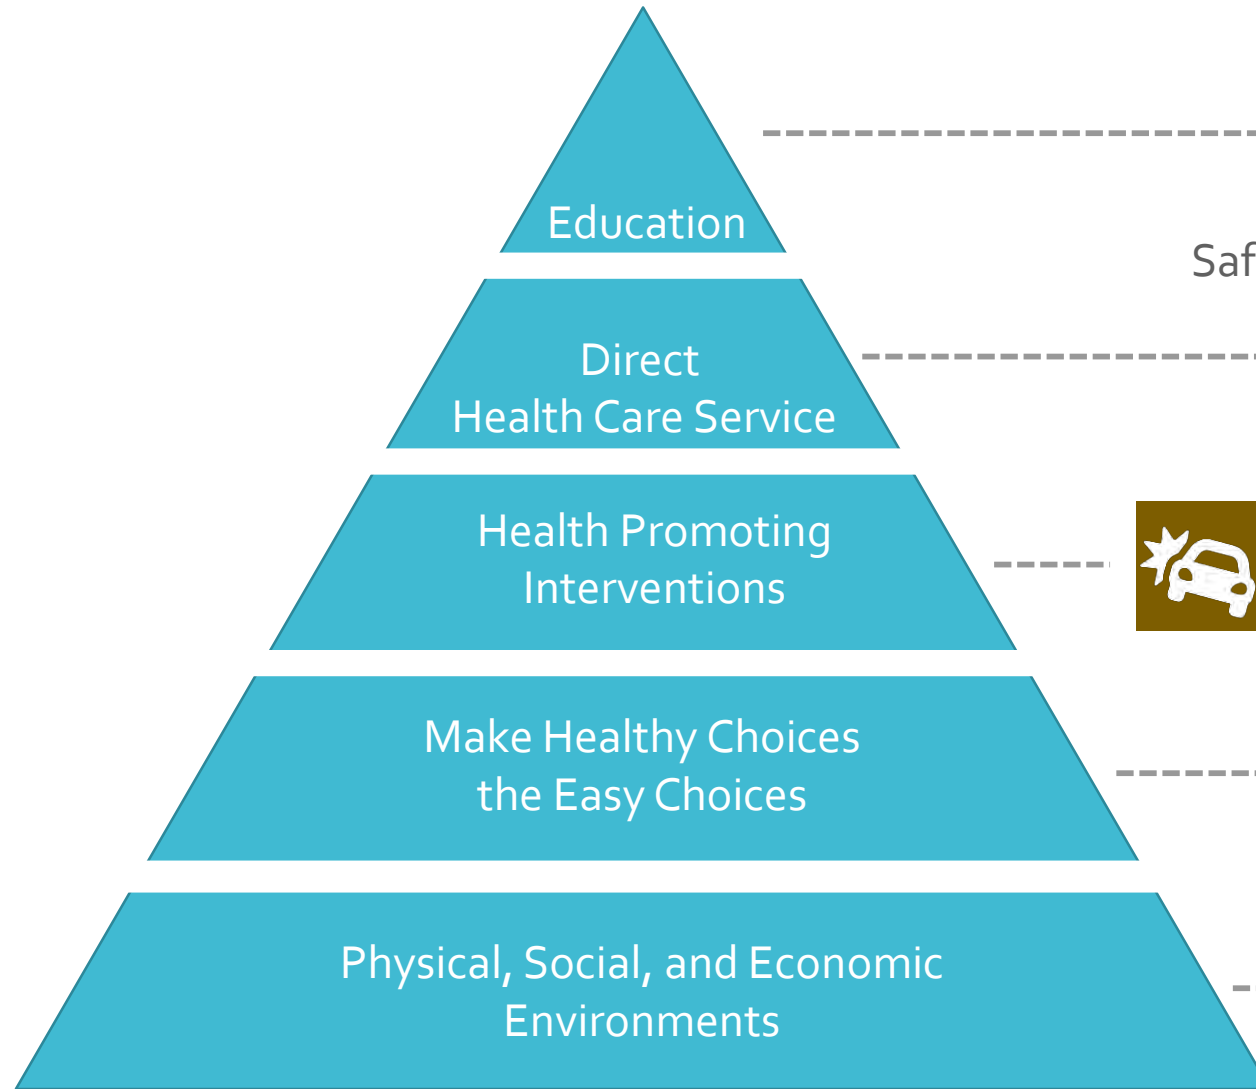 Education
Saf
Direct
Health Care Service
Health Promoting
Interventions
Make Healthy Choices
the Easy Choices
Physical, Social, and Economic
Environments